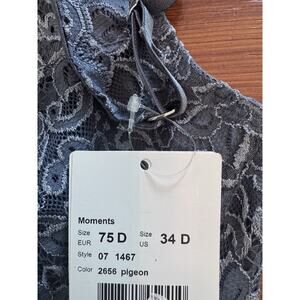 Moments
Size EUR 75 D Size US 34 D
Style 07 1467
Color 2656 pigeon